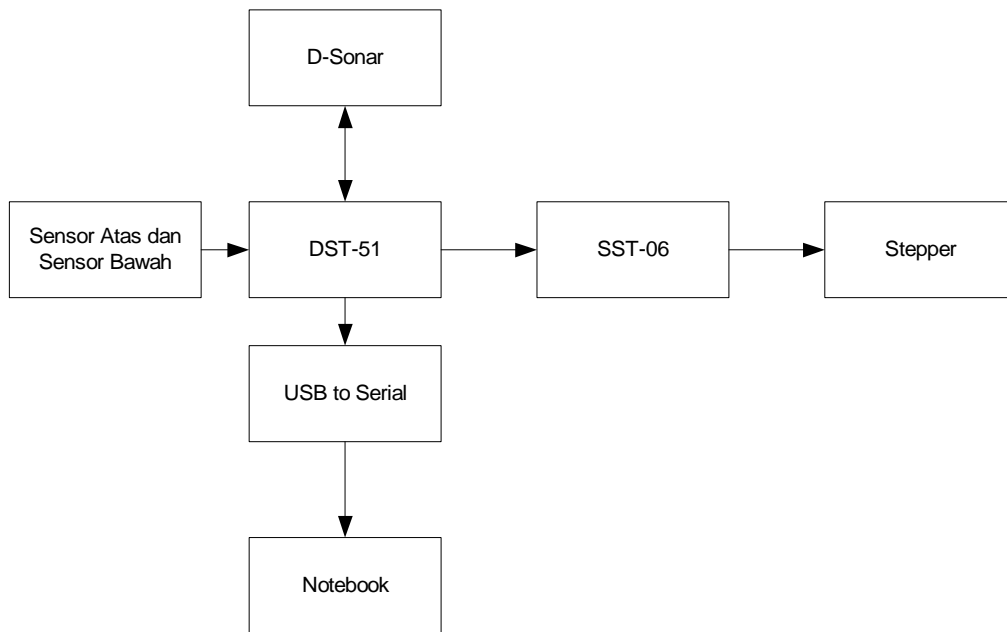 D-Sonar
Sensor Atas dan
Sensor Bawah
DST-51
SST-06
Stepper
USB to Serial
Notebook